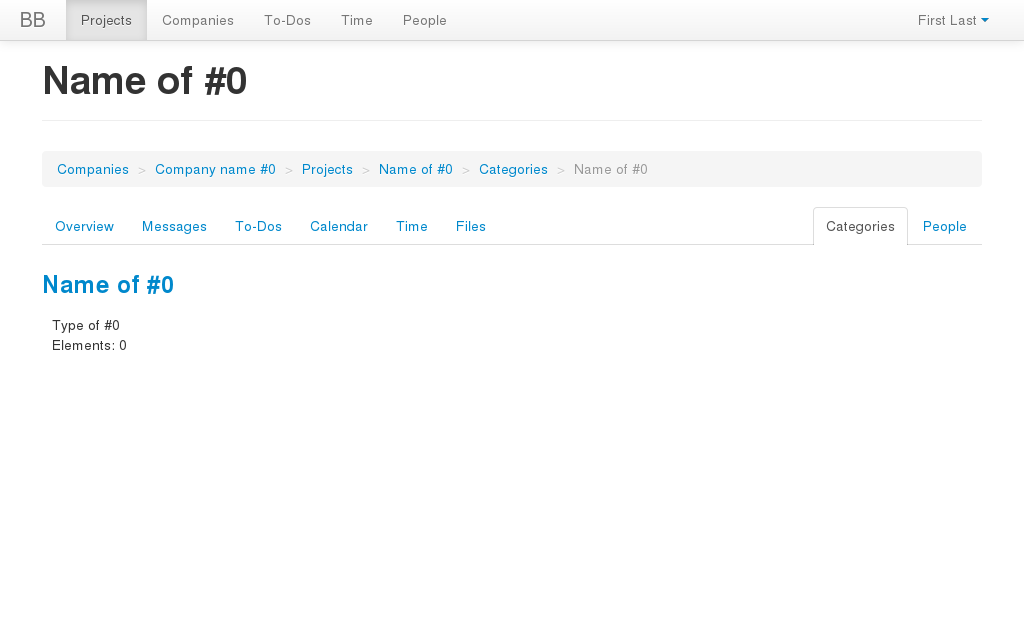 BB Projects Companies To-Dos Time People First Last
Name of #0
Companies > Company name #0 > Projects > Name of #0 > Categories > Name of #0
Overview Messages To-Dos Calendar Time Files Categories People
Name of #0
Type of #0
Elements: 0